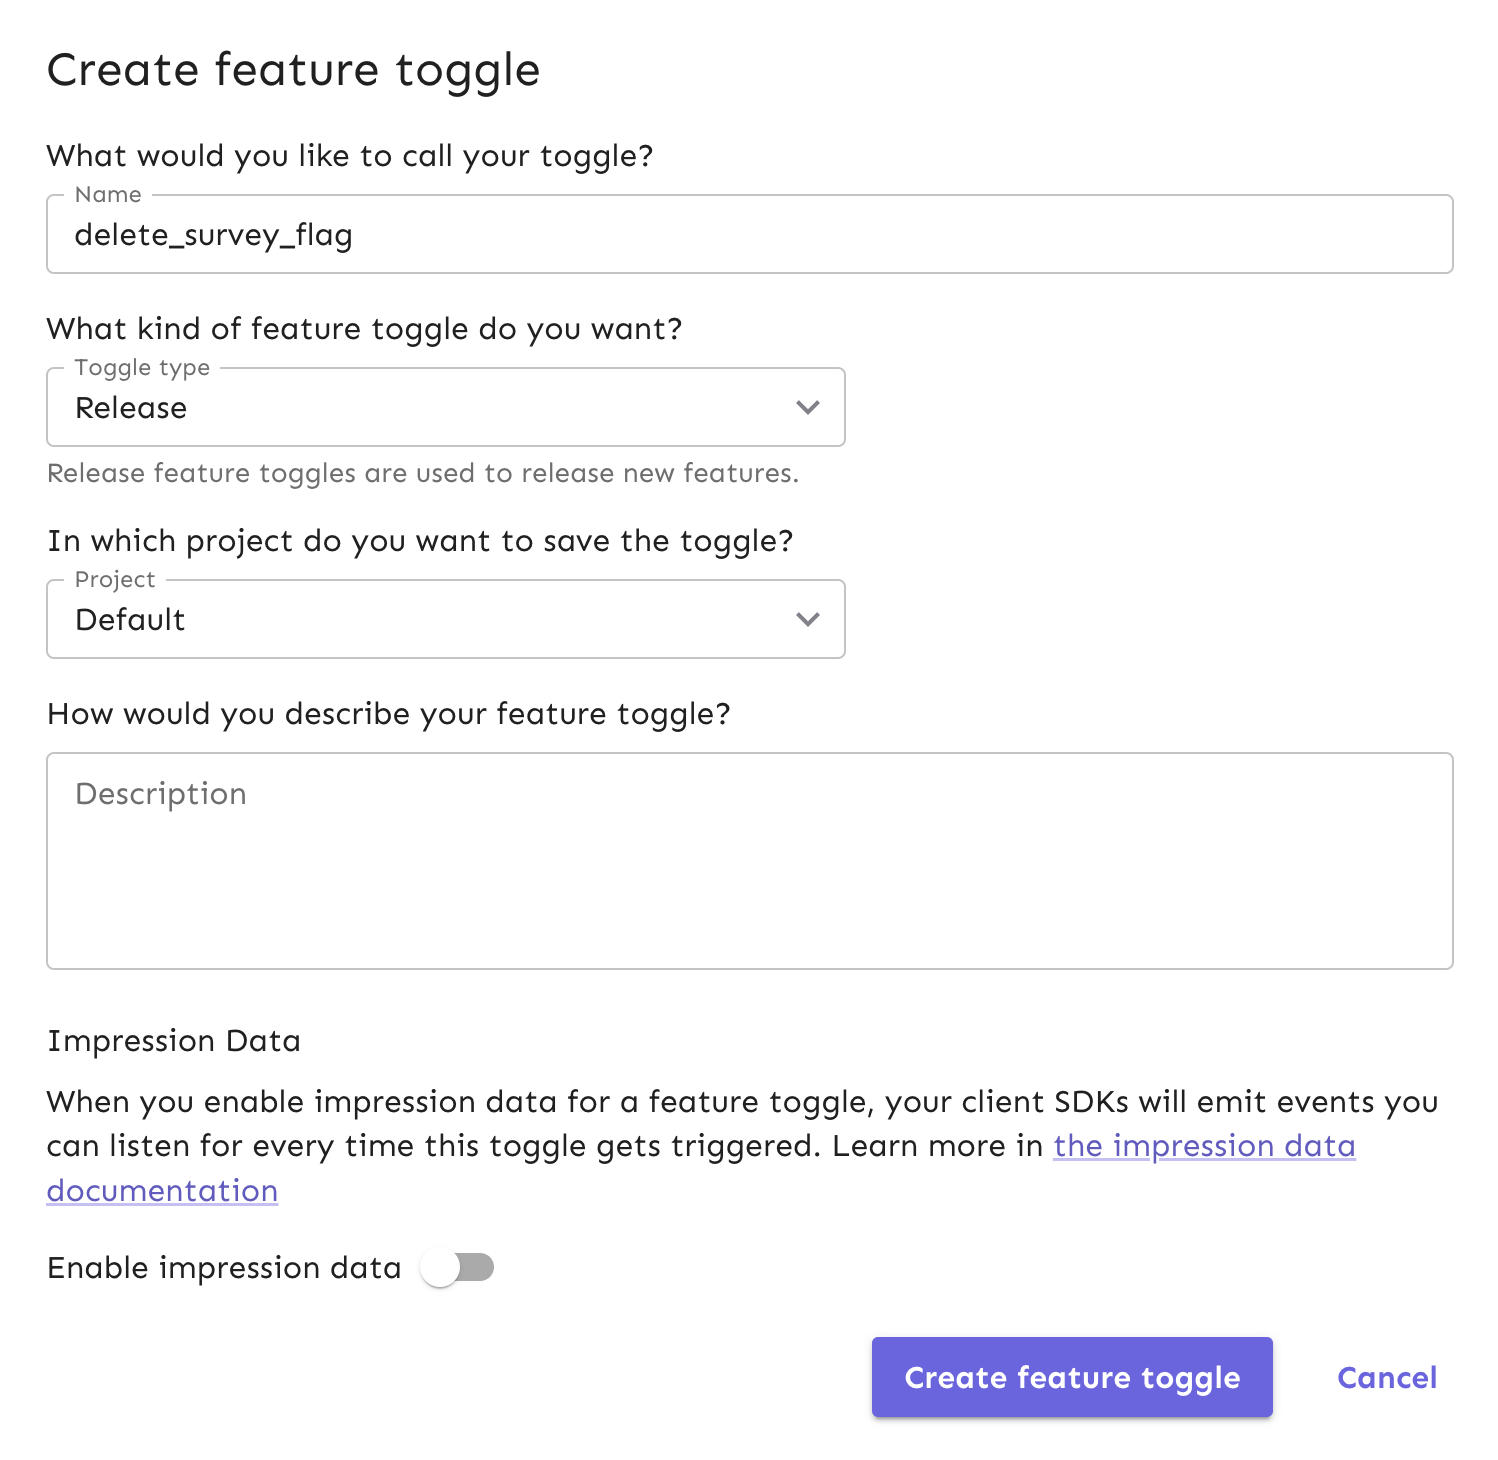 Create feature toggle
What would you like to call your toggle?
Name
delete_survey_flag
What kind of feature toggle do you want?
Toggle type
Release
Release feature toggles are used to release new features.
In which project do you want to save the toggle?
Project
Default
How would you describe your feature toggle?
Description
Impression Data
When you enable impression data for a feature toggle, your client SDKs will emit events you
can listen for every time this toggle gets triggered. Learn more in the impression data
documentation
Enable impression data
Create feature toggle
Cancel